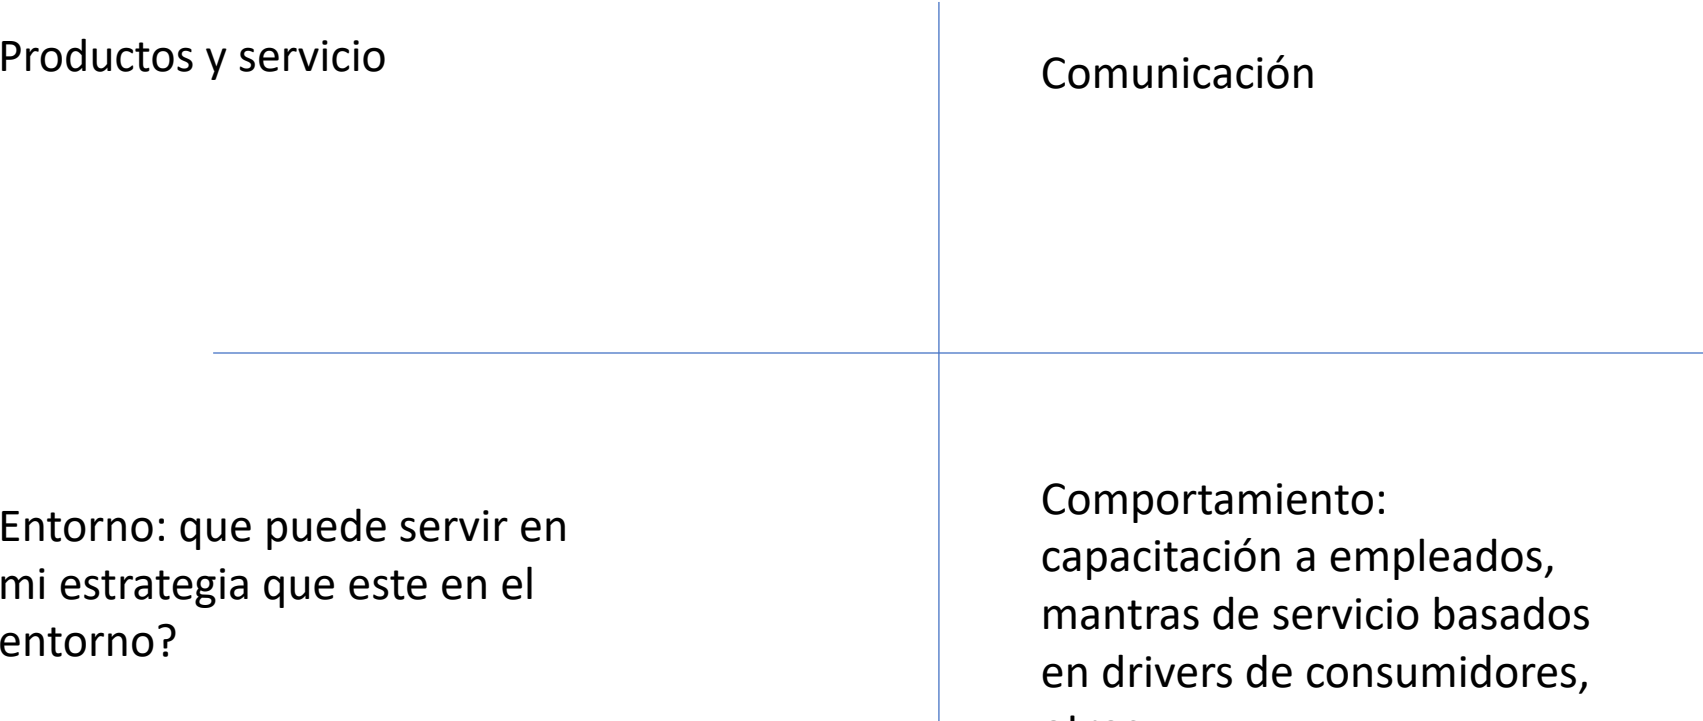 Productos y servicio
Comunicación
Entorno: que puede servir en
mi estrategia que este en el
entorno?
Comportamiento:
capacitación a empleados,
mantras de servicio basados
en drivers de consumidores,